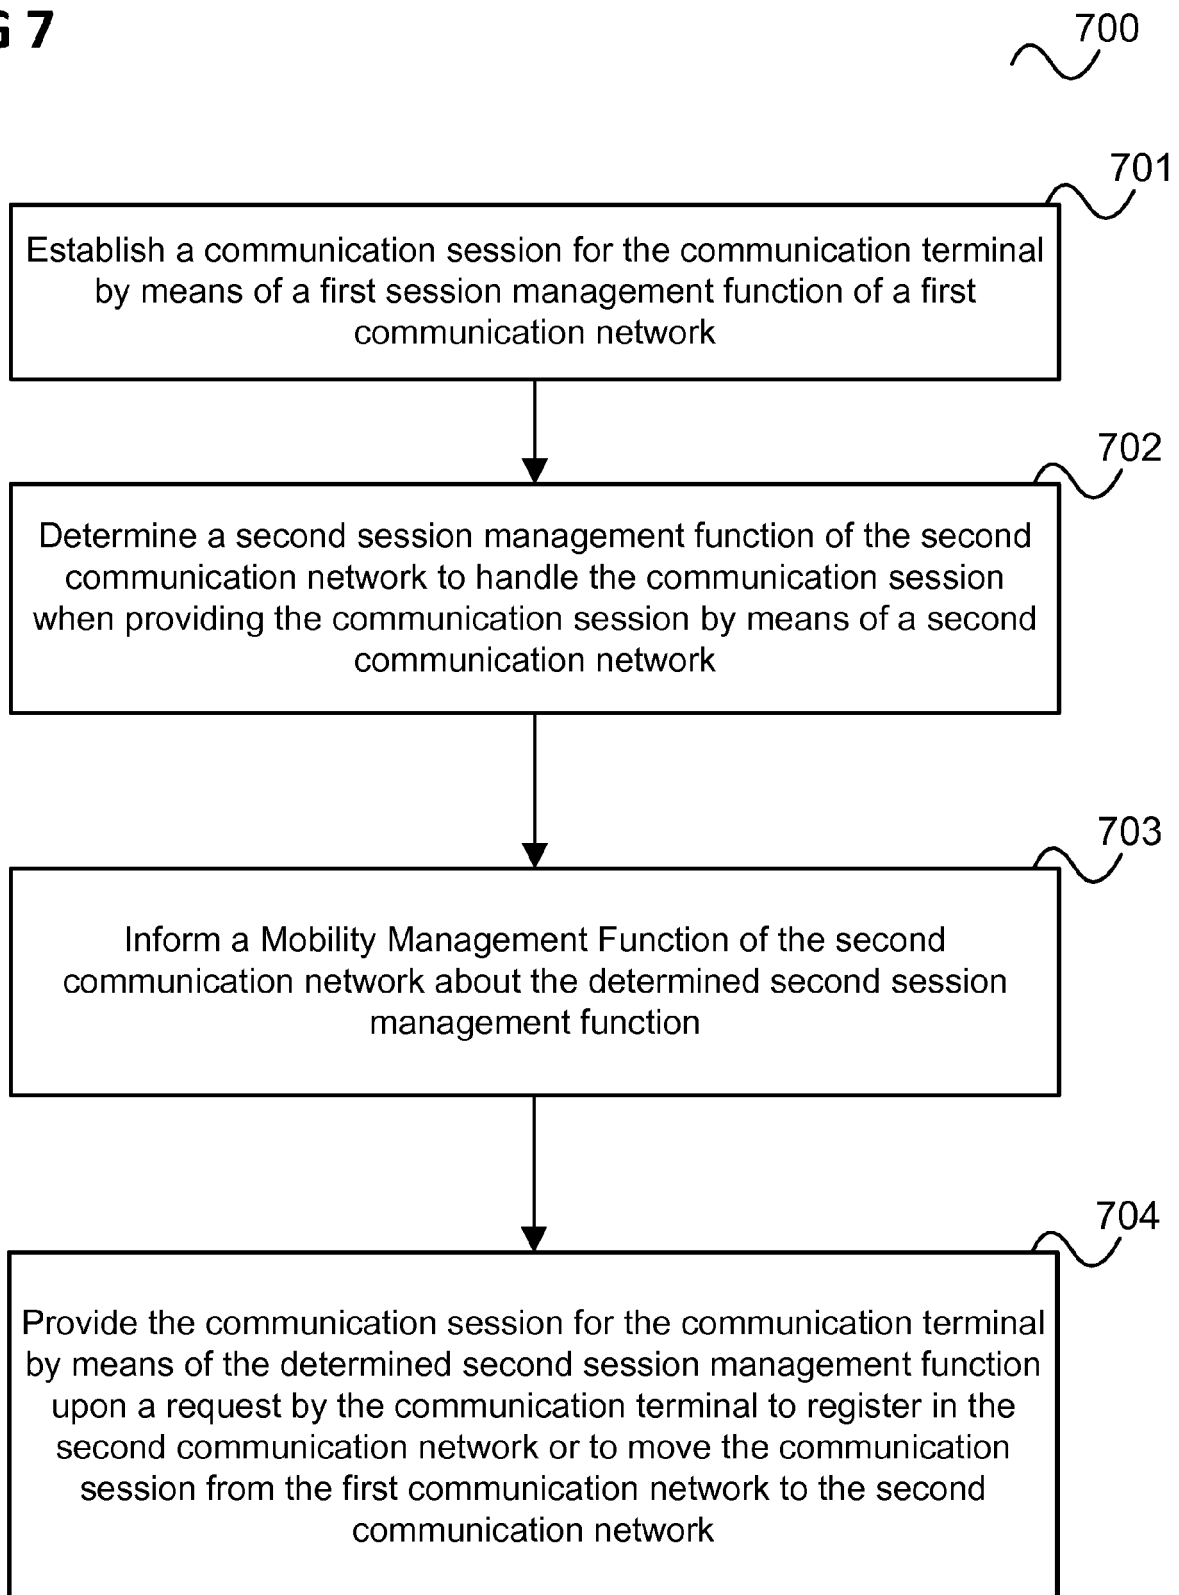 G 7
700
701
Establish a communication session for the communication terminal
by means of a first session management function of a first
communication network
702
Determine a second session management function of the second
communication network to handle the communication session
when providing the communication session by means of a second
communication network
703
Inform a Mobility Management Function of the second
communication network about the determined second session
management function
704
Provide the communication session for the communication terminal
by means of the determined second session management function
upon a request by the communication terminal to register in the
second communication network or to move the communication
session from the first communication network to the second
communication network